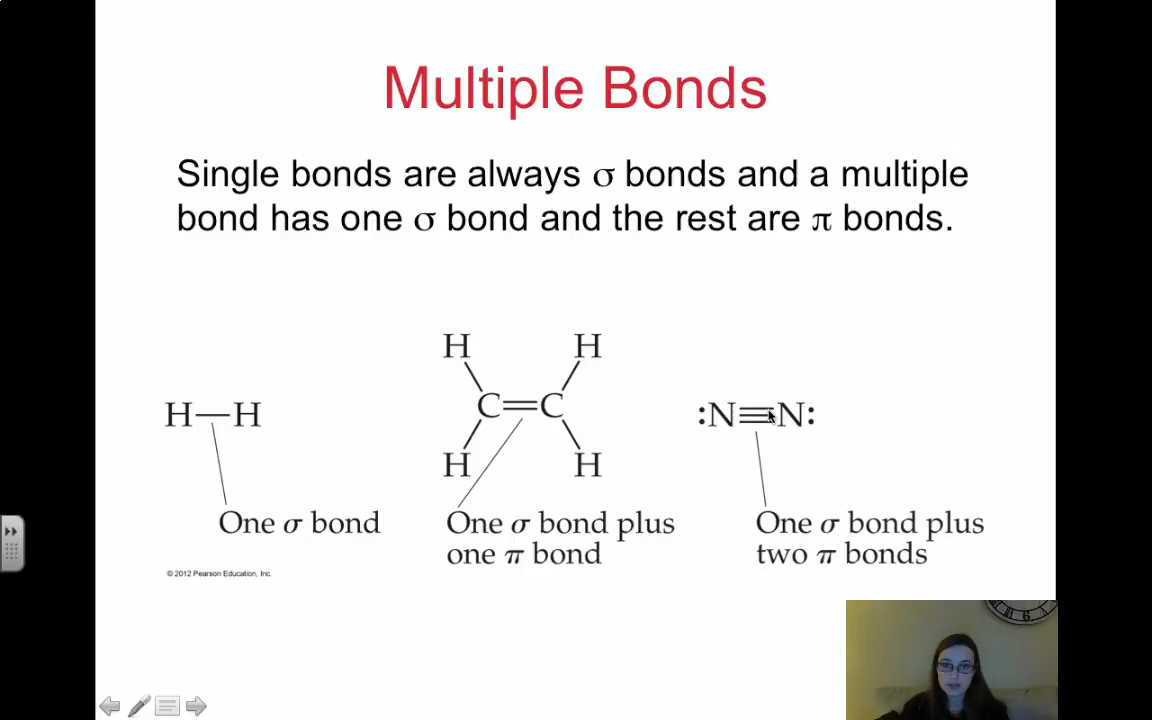 Multiple Bonds
Single bonds are always σ bonds and a multiple
bond has one σ bond and the rest are π bonds.
H H
H—H C=C :N≡N:
H H
One σ bond One σ bond plus One σ bond plus
one π bond two π bonds
© 2012 Pearson Education, Inc.
6